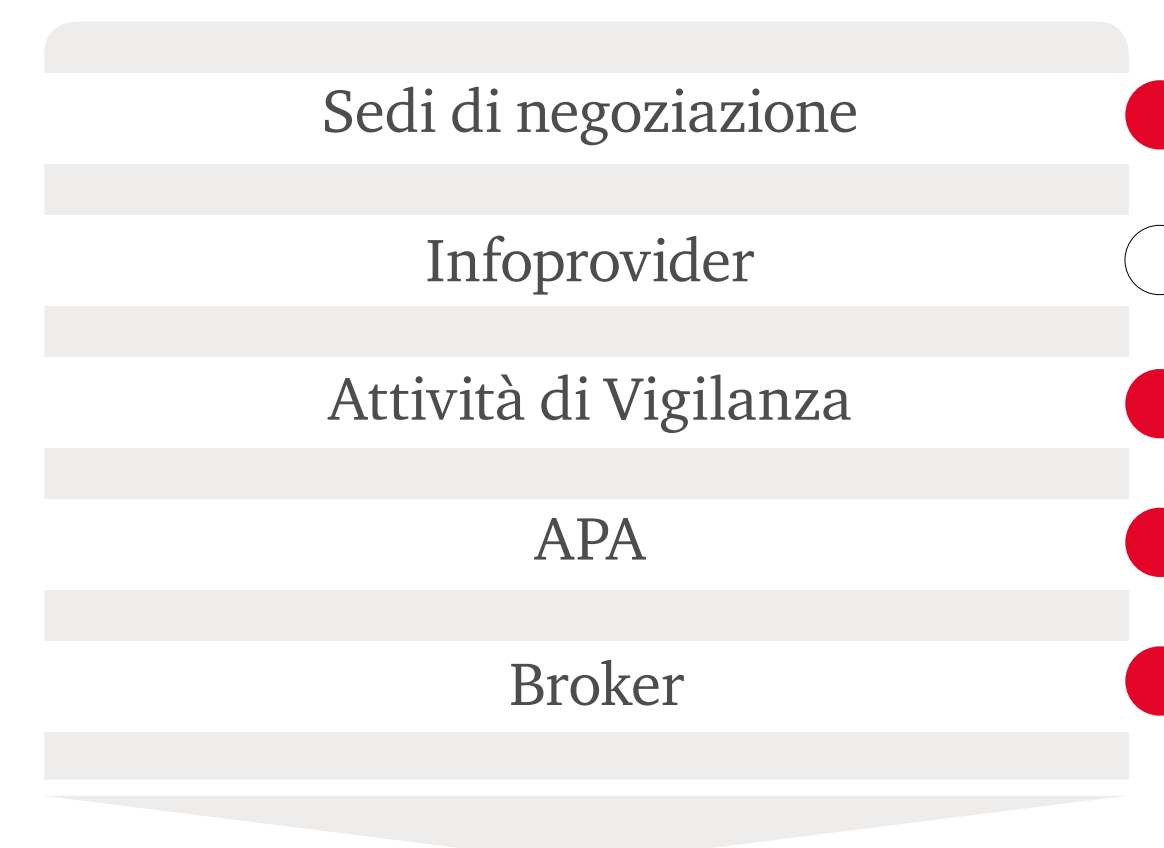 Sedi di negoziazione
Infoprovider
Attività di Vigilanza
APA
Broker